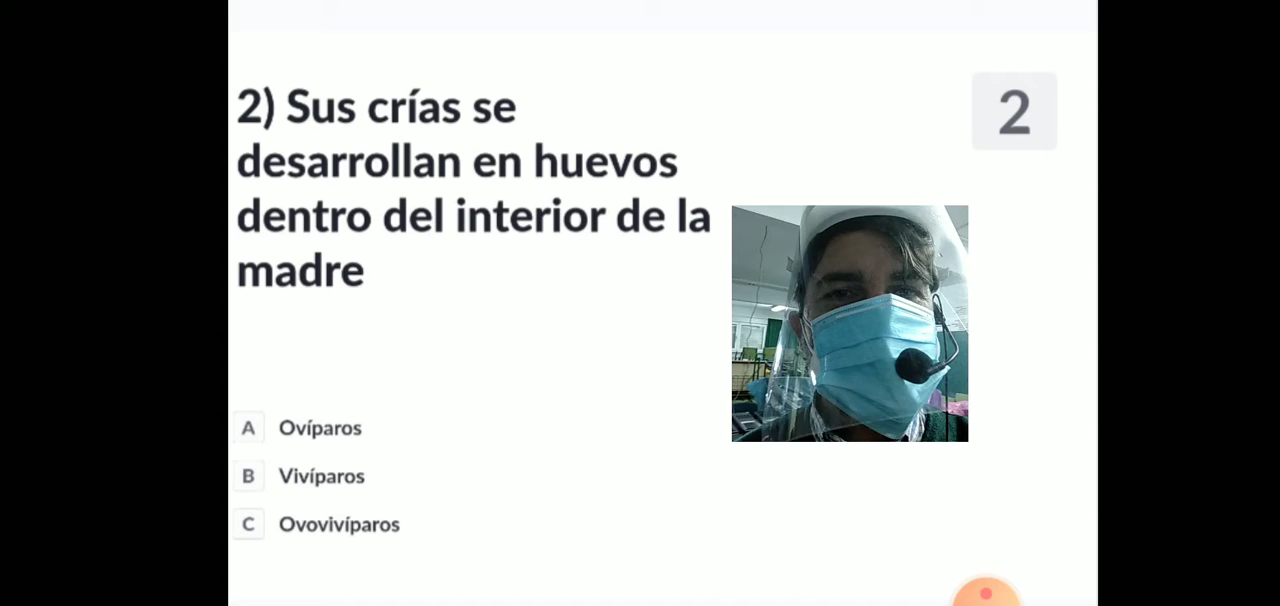 2) Sus crías se
desarrollan en huevos
dentro del interior de la
madre
2
A Ovíparos
B Vivíparos
C Ovovivíparos